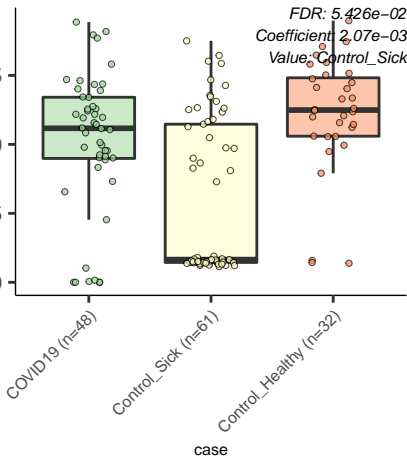 FDR: 5.426e-02
Coefficient: 2.07e-03
Value: Control_Sick
COVID19 (n=48)
Control_Sick (n=61)
Control_Healthy (n=32)
case